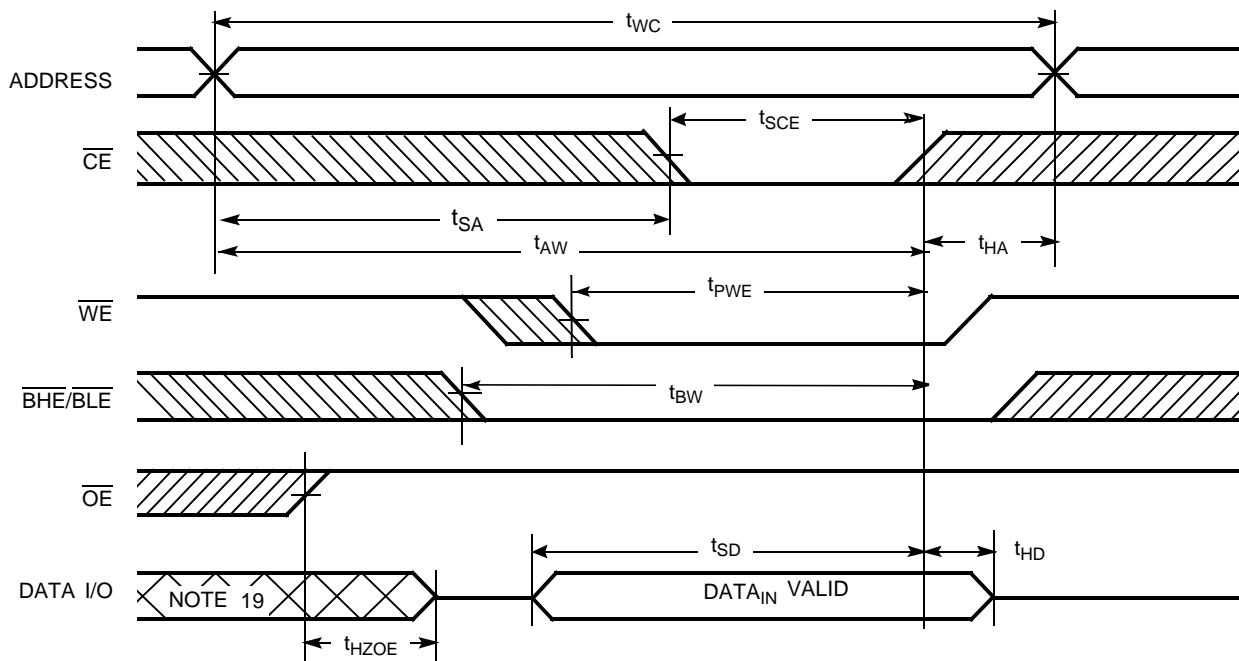 tWC
ADDRESS
tSCE
CE
tSA
tAW
tHA
tPWE
WE
tBW
BHE/BLE
OE
tSD
tHD
DATA I/O
NOTE 19
DATAIN VALID
tHZOE